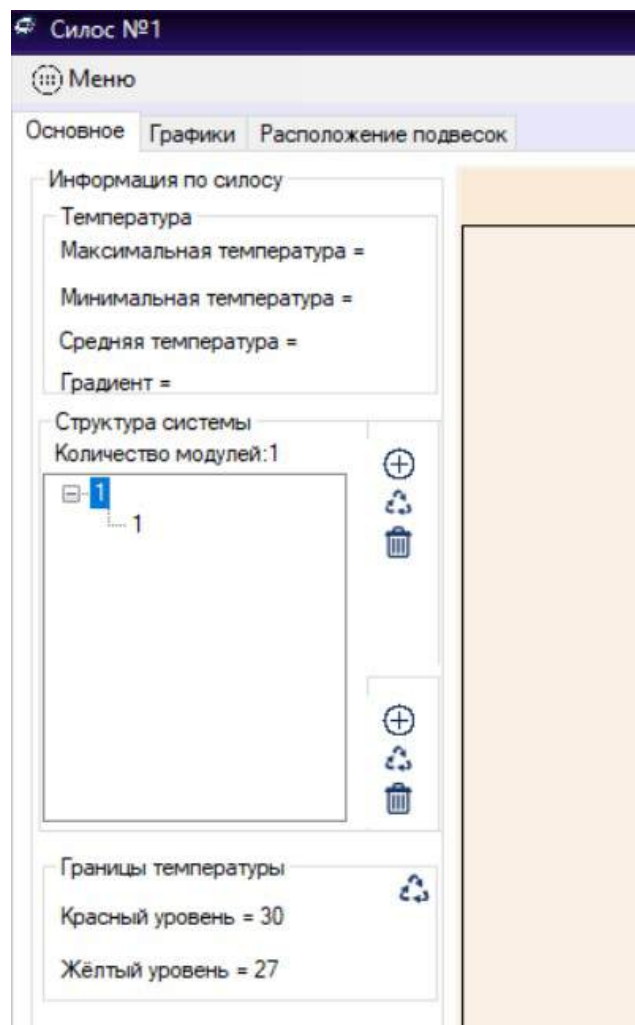 Силос №1
Меню
Основное Графики Расположение подвесок
Информация по силосу
Температура
Максимальная температура =
Минимальная температура =
Средняя температура =
Градиент =
Структура системы
Количество модулей:1
1
1
Границы температуры
Красный уровень = 30
Жёлтый уровень = 27